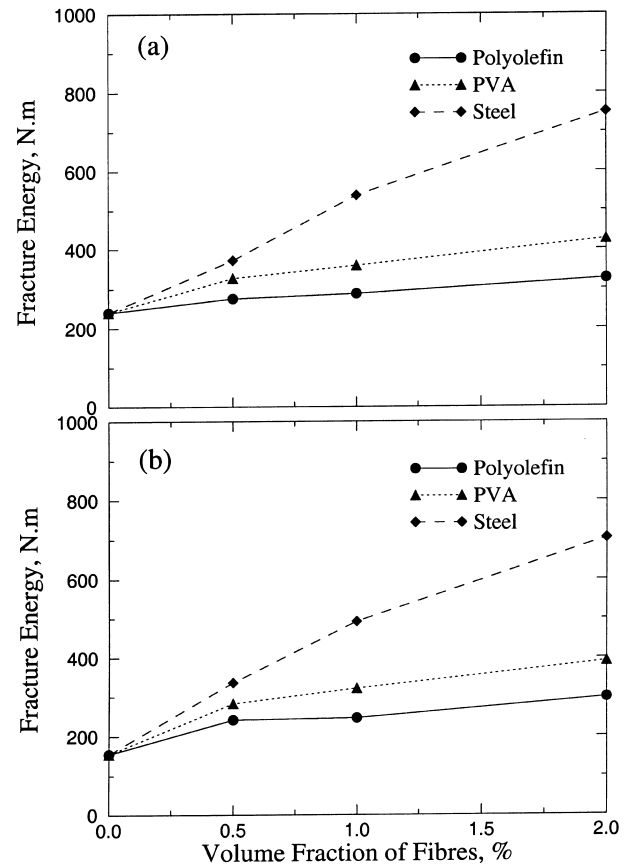 1000
(a)
Polyolefin
PVA
Steel
800
600
400
200
0
Fracture Energy, N.m
1000
(b)
Polyolefin
PVA
Steel
800
600
400
200
0
Fracture Energy, N.m
0.0 0.5 1.0 1.5 2.0
Volume Fraction of Fibres, %